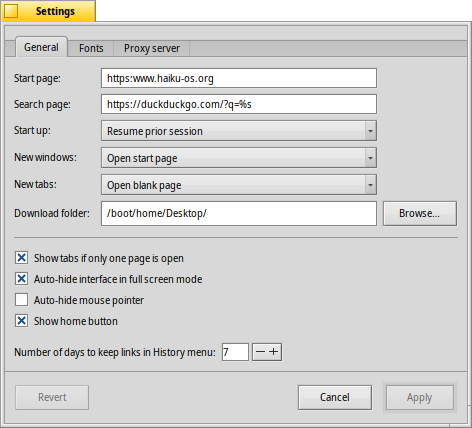 Settings
General Fonts Proxy server
Start page: https:www.haiku-os.org
Search page: https://duckduckgo.com/?q=%s
Start up: Resume prior session
New windows: Open start page
New tabs: Open blank page
Download folder: /boot/home/Desktop/ Browse...
Show tabs if only one page is open
Auto-hide interface in full screen mode
Auto-hide mouse pointer
Show home button
Number of days to keep links in History menu: 7
Revert Cancel Apply